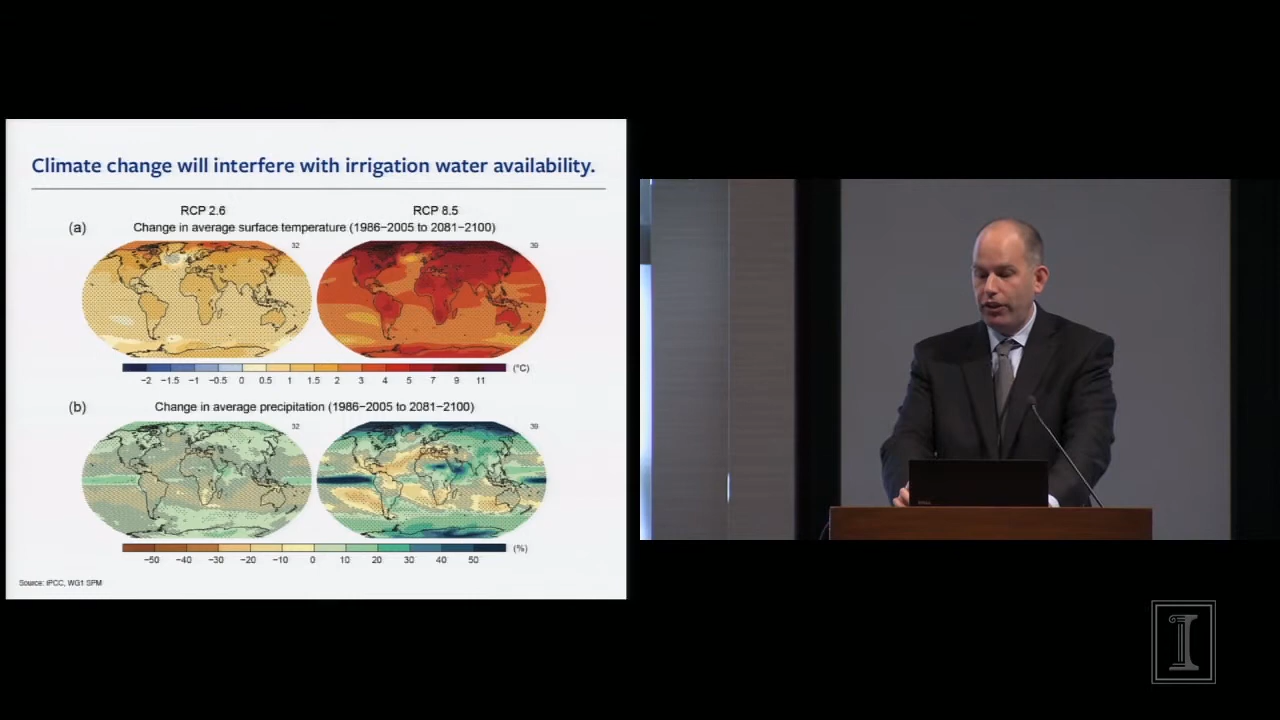 Climate change will interfere with irrigation water availability.
RCP 2.6 RCP 8.5
(a) Change in average surface temperature (1986−2005 to 2081−2100)
32 39
−2 −1.5 −1 −0.5 0 0.5 1 1.5 2 3 4 5 7 9 11 (°C)
(b) Change in average precipitation (1986−2005 to 2081−2100)
32 39
−50 −40 −30 −20 −10 0 10 20 30 40 50 (%)
Source: IPCC, WG1 SPM
I